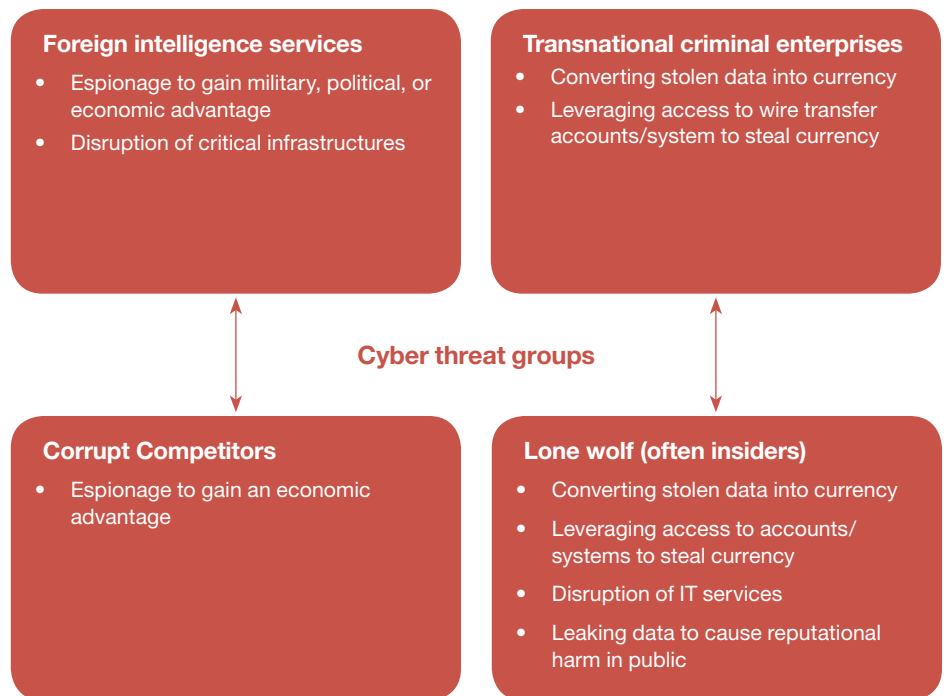 Foreign intelligence services
• Espionage to gain military, political, or
economic advantage
• Disruption of critical infrastructures
Transnational criminal enterprises
• Converting stolen data into currency
• Leveraging access to wire transfer
accounts/system to steal currency
Cyber threat groups
Corrupt Competitors
• Espionage to gain an economic
advantage
Lone wolf (often insiders)
• Converting stolen data into currency
• Leveraging access to accounts/
systems to steal currency
• Disruption of IT services
• Leaking data to cause reputational
harm in public